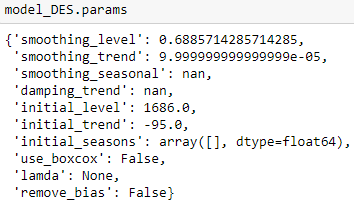 model_DES.params
{'smoothing_level': 0.6885714285714285,
'smoothing_trend': 9.999999999999999e-05,
'smoothing_seasonal': nan,
'damping_trend': nan,
'initial_level': 1686.0,
'initial_trend': -95.0,
'initial_seasons': array([], dtype=float64),
'use_boxcox': False,
'lamda': None,
'remove_bias': False}